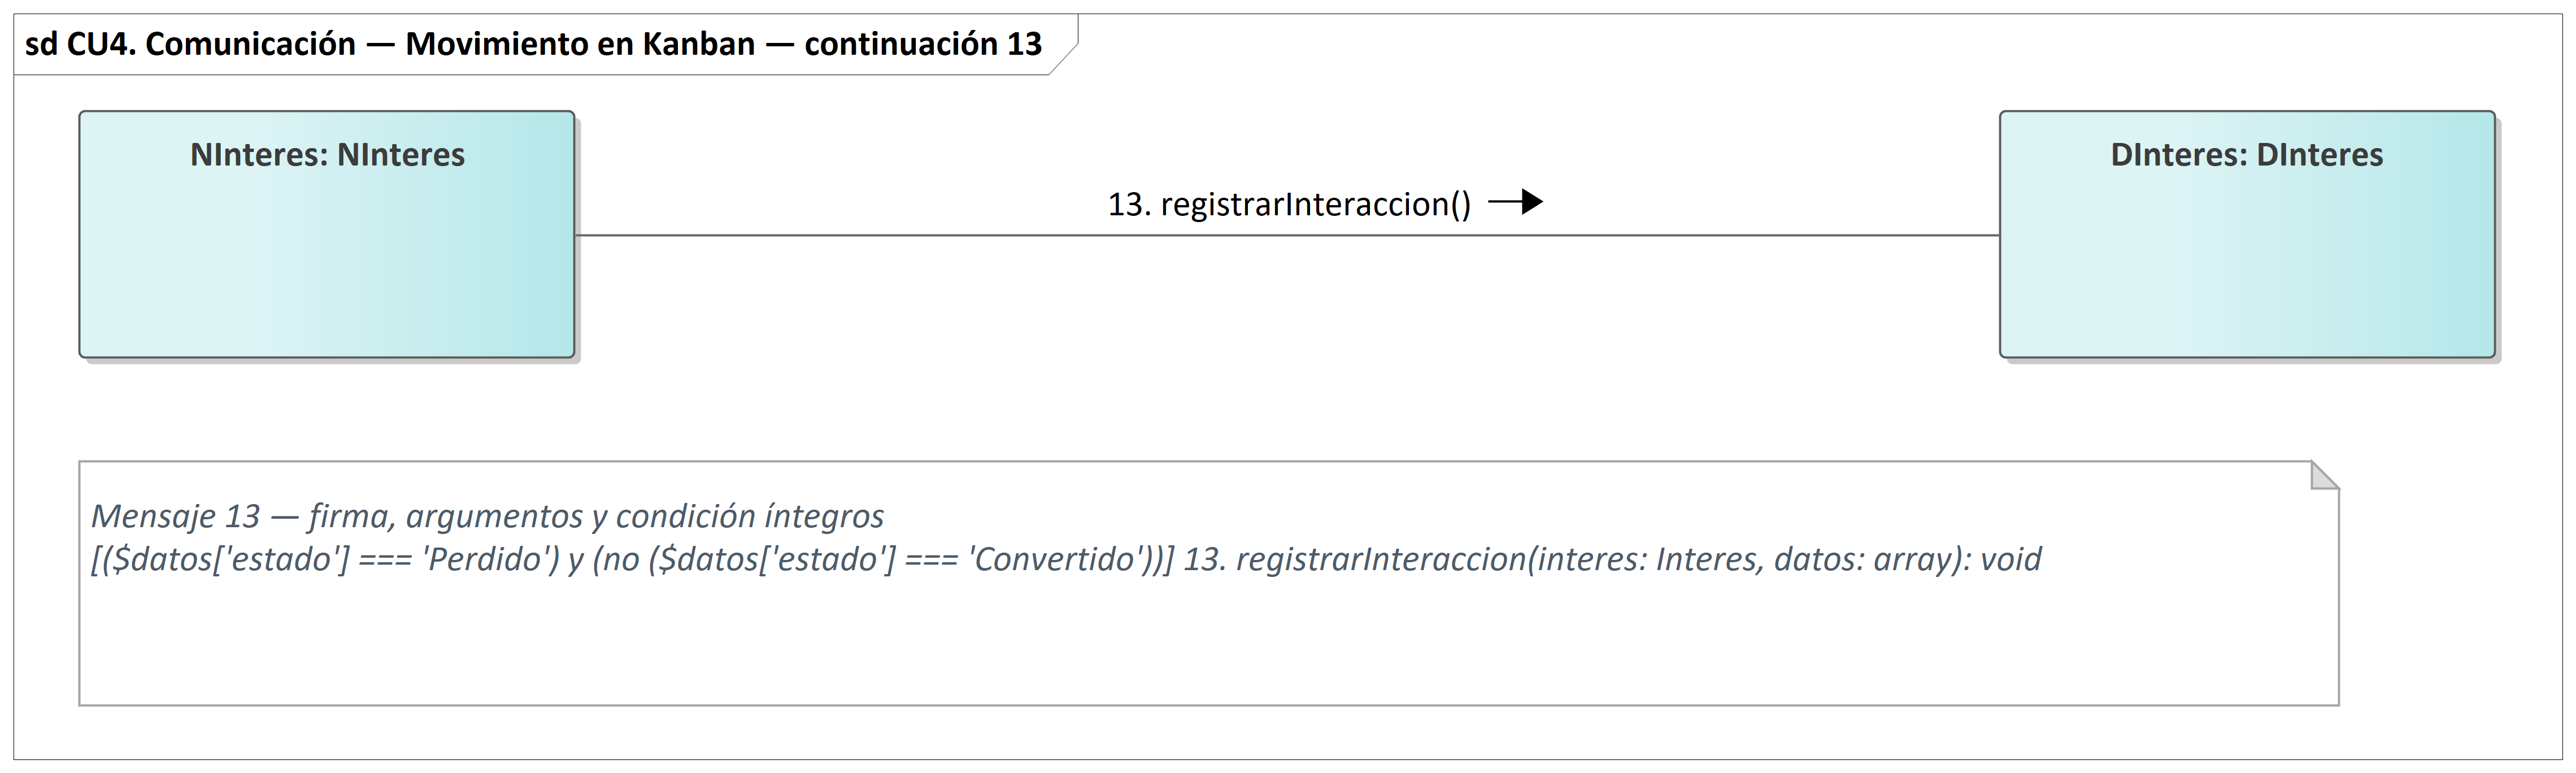 sd CU4. Comunicación — Movimiento en Kanban — continuación 13
NInteres: NInteres
DInteres: DInteres
13. registrarInteraccion()
Mensaje 13 — firma, argumentos y condición íntegros
[($datos['estado'] === 'Perdido') y (no ($datos['estado'] === 'Convertido'))] 13. registrarInteraccion(interes: Interes, datos: array): void